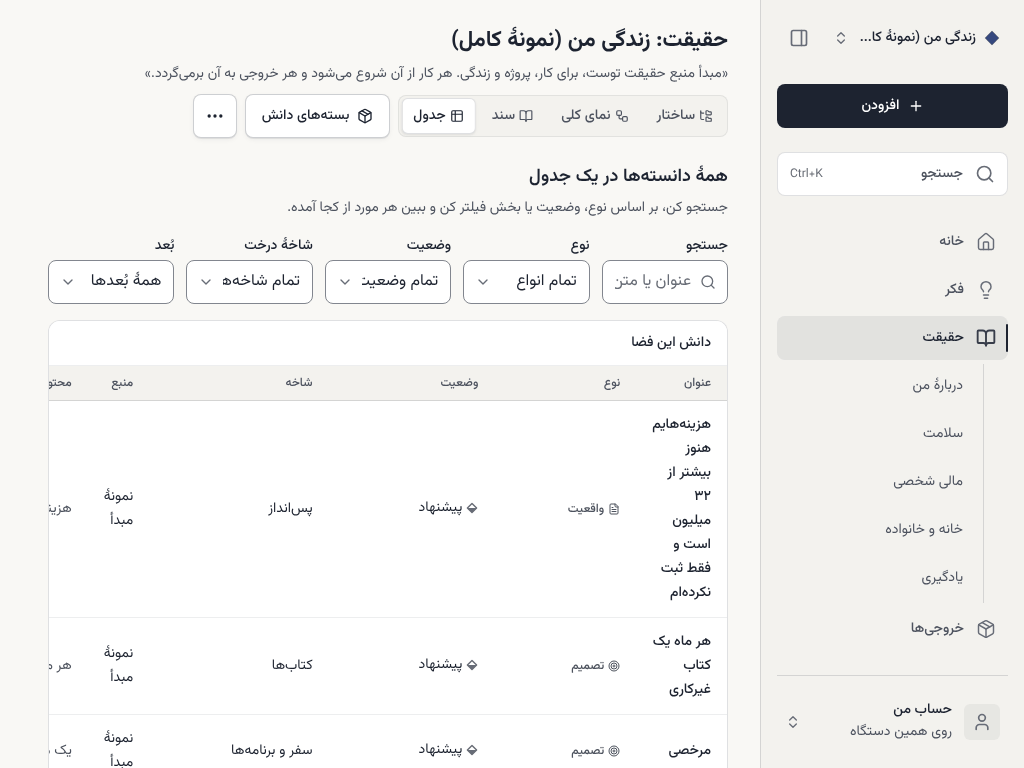 زندگی من (نمونهٔ کا...
افزودن
جستجو
Ctrl+K
خانه
فکر
حقیقت
دربارهٔ من
سلامت
مالی شخصی
خانه و خانواده
یادگیری
خروجی‌ها
حساب من
روی همین دستگاه
حقیقت: زندگی من (نمونهٔ کامل)
«مبدأ منبع حقیقت توست، برای کار، پروژه و زندگی. هر کار از آن شروع می‌شود و هر خروجی به آن برمی‌گردد.»
ساختار
نمای کلی
سند
جدول
بسته‌های دانش
همهٔ دانسته‌ها در یک جدول
جستجو کن، بر اساس نوع، وضعیت یا بخش فیلتر کن و ببین هر مورد از کجا آمده.
جستجو نوع وضعیت شاخهٔ درخت بُعد
عنوان یا متن تمام انواع تمام وضعیت تمام شاخه‌ه همهٔ بُعدها
دانش این فضا
عنوان نوع وضعیت شاخه منبع محتو
هزینه‌هایم
هنوز
بیشتر از
۳۲
میلیون
است و
فقط ثبت
نکرده‌ام
واقعیت
پیشنهاد
پس‌انداز
نمونهٔ
مبدأ
هزین
هر ماه یک
کتاب
غیرکاری
تصمیم
پیشنهاد
کتاب‌ها
نمونهٔ
مبدأ
هر
مرخصی
تصمیم
پیشنهاد
سفر و برنامه‌ها
نمونهٔ
مبدأ
یک